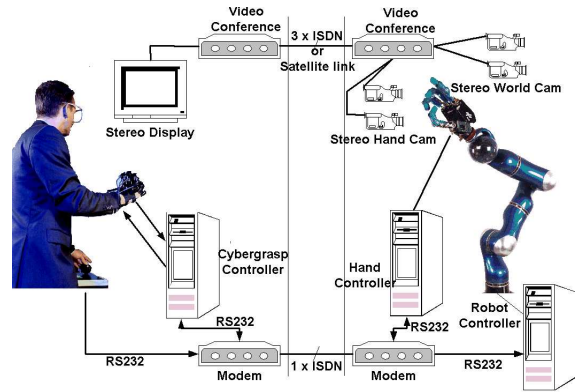 Video
Conference
3 x ISDN
or
Satellite link
Video
Conference
Stereo Display
Stereo World Cam
Stereo Hand Cam
Cybergrasp
Controller
Hand
Controller
Robot
Controller
RS232
RS232
RS232
Modem
1 x ISDN
Modem
RS232